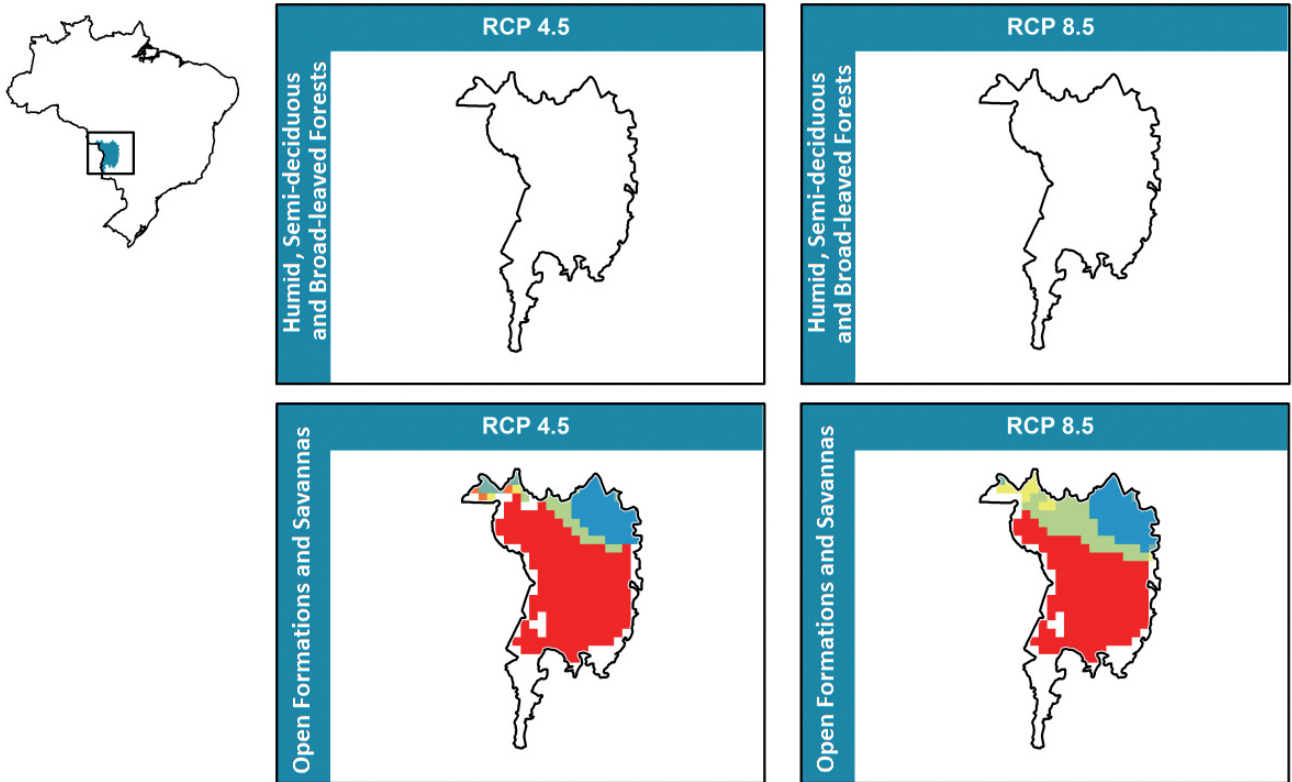 RCP 4.5
Humid, Semi-deciduous
and Broad-leaved Forests
RCP 8.5
Humid, Semi-deciduous
and Broad-leaved Forests
RCP 4.5
Open Formations and Savannas
RCP 8.5
Open Formations and Savannas